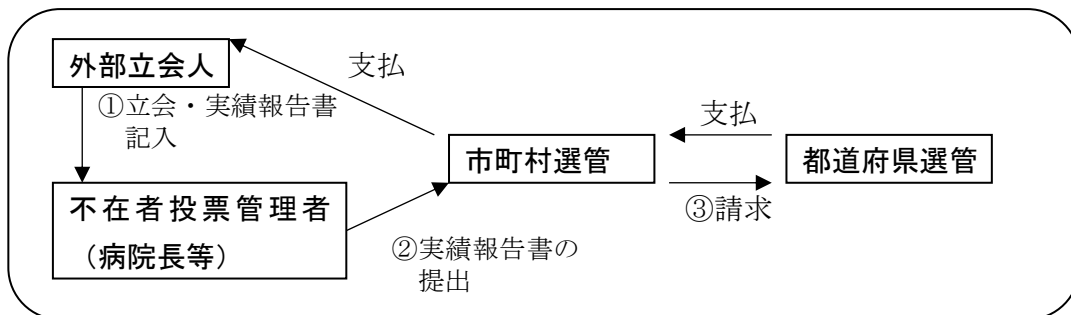 外部立会人
支払
①立会・実績報告書
記入
支払
市町村選管
都道府県選管
不在者投票管理者
（病院長等）
③請求
②実績報告書の
提出